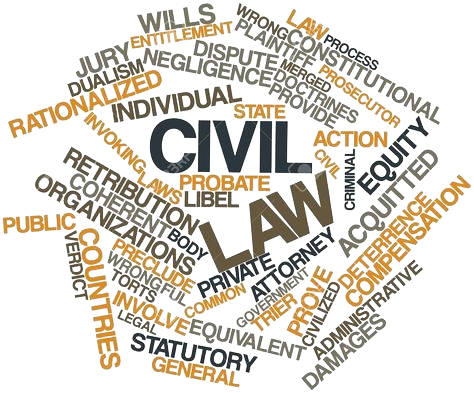 WILLS
ENTITLEMENT
JURY
DUALISM
RATIONALIZED
NEGLIGENCE
DISPUTE
PLAINTIFF
WRONG
LAW
CONSTITUTIONAL
PROCESS
PROSECUTOR
MERGED
DOCTRINES
PROVIDE
INDIVIDUAL
STATE
INVOKING
CIVIL
ACTION
CIVIL
CRIMINAL
EQUITY
ACQUITTED
RETRIBUTION
LAWS
PROBATE
LIBEL
LAW
COHERENT
ORGANIZATIONS
BODY
PUBLIC
VERDICT
COUNTRIES
PRECLUDE
WRONGFUL
TORTS
PRIVATE
ATTORNEY
COMMON
GOVERNMENT
TRIER
PROVE
CIVILIZED
DETERRENCE
COMPENSATION
ADMINISTRATIVE
DAMAGES
INVOLVE
LEGAL
EQUIVALENT
STATUTORY
GENERAL